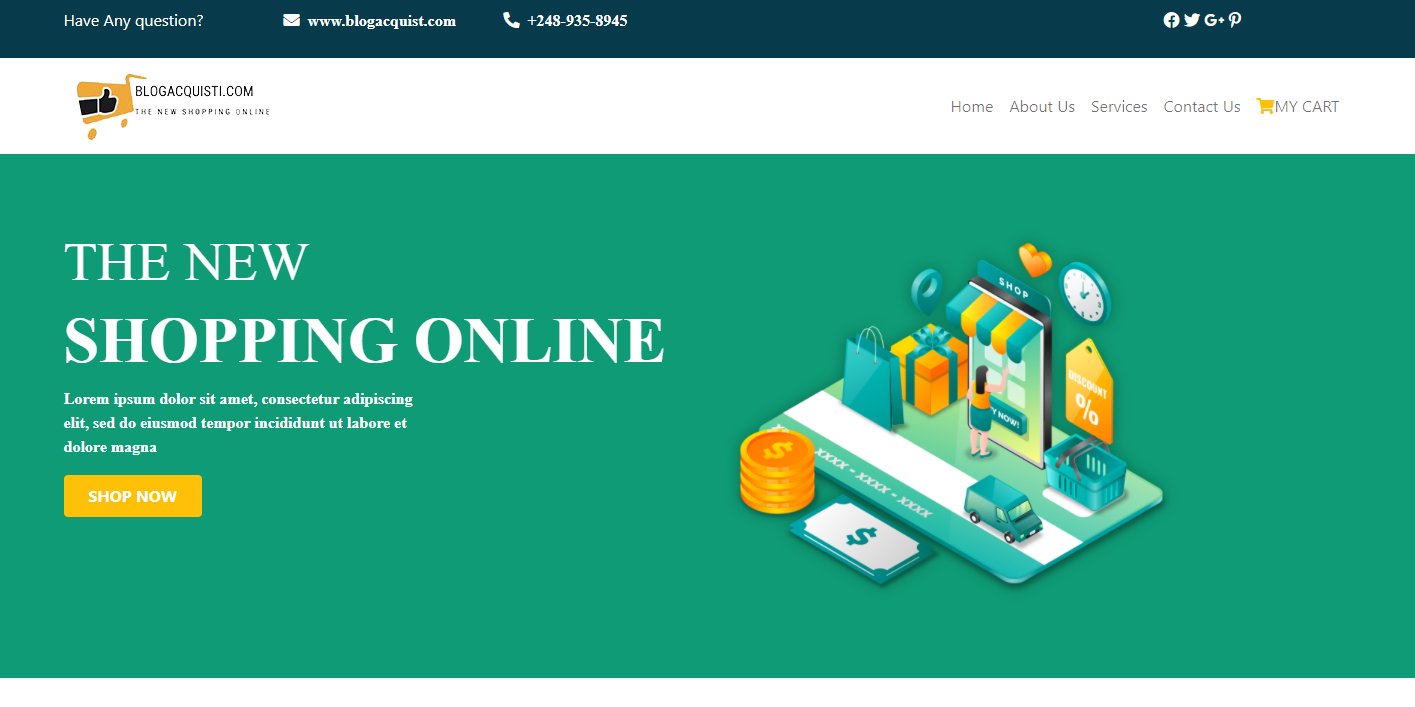 Have Any question?
www.blogacquist.com
+248-935-8945
BLOGACQUISTI.COM
THE NEW SHOPPING ONLINE
Home
About Us
Services
Contact Us
MY CART
THE NEW
SHOPPING ONLINE
Lorem ipsum dolor sit amet, consectetur adipiscing
elit, sed do eiusmod tempor incididunt ut labore et
dolore magna
SHOP NOW
SHOP
DISCOUNT
%
Y NOW!
XXXX - XXXX - XXXX
$
$